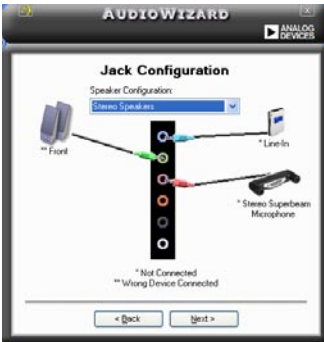 AUDIOWIZARD
ANALOG
DEVICES
Jack Configuration
Speaker Configuration:
Stereo Speakers
** Front
* Line-In
* Stereo Superbeam
Microphone
* Not Connected
** Wrong Device Connected
< Back
Next >